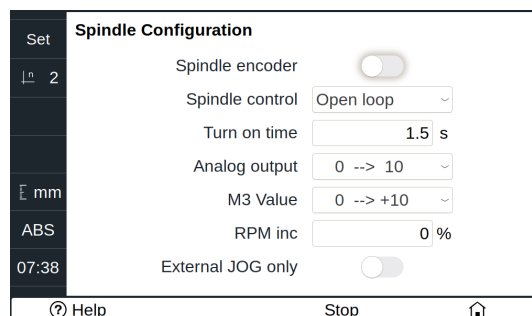 Set
Spindle Configuration
2
Spindle encoder
Spindle control Open loop
Turn on time 1.5 s
Analog output 0 --> 10
M3 Value 0 --> +10
mm
ABS
RPM inc 0 %
07:38
External JOG only
? Help Stop